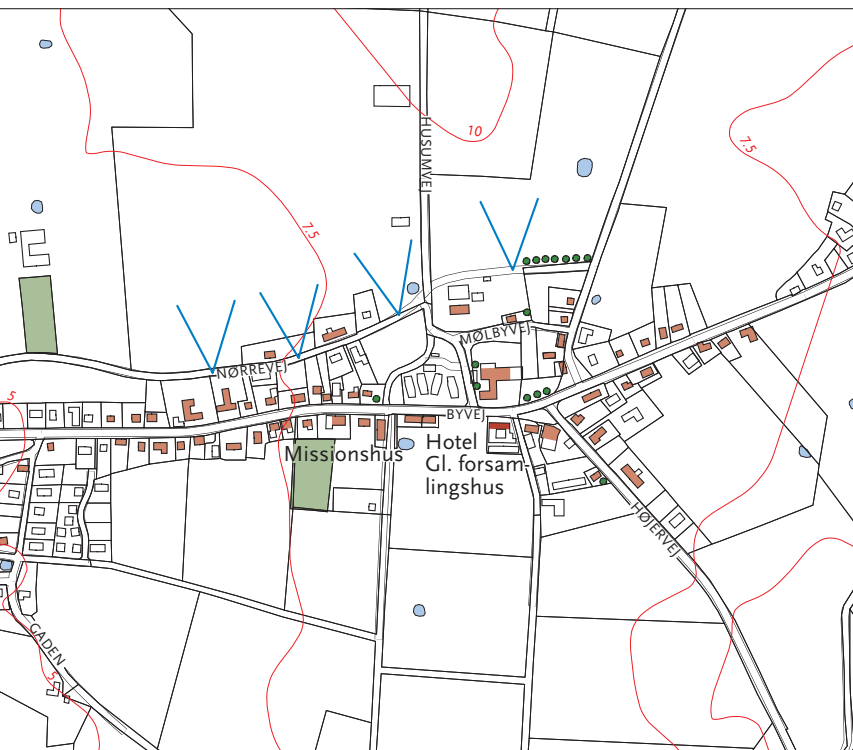 HUSUMVEJ
10
7.5
7.5
MØLBYVEJ
NØRREVEJ
5
BYVEJ
Missionshus
Hotel
Gl. forsam-
lingshus
HØJERVEJ
GADEN
5